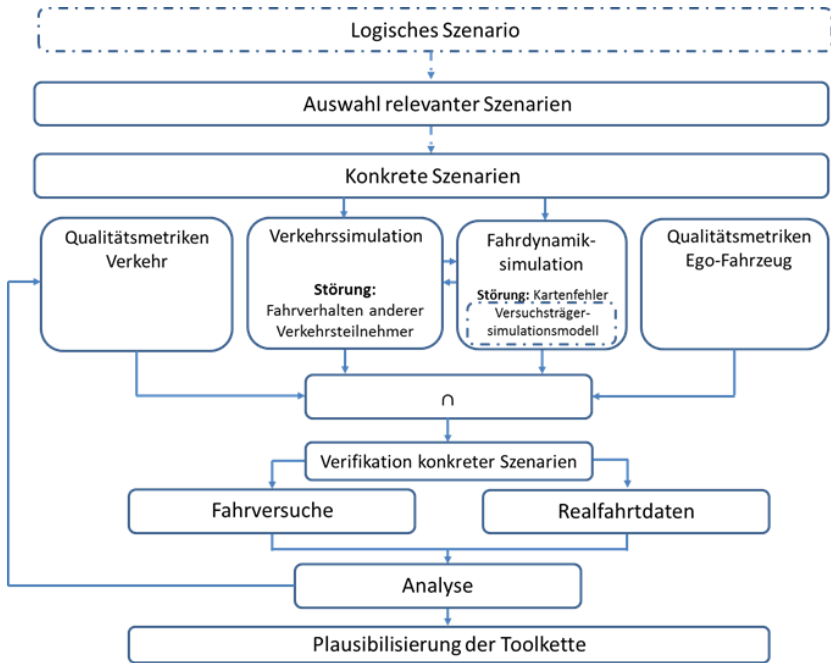 Logisches Szenario
Auswahl relevanter Szenarien
Konkrete Szenarien
Qualitätsmetriken
Verkehr
Verkehrssimulation
Störung:
Fahrverhalten anderer
Verkehrsteilnehmer
Fahrdynamik-
simulation
Störung: Kartenfehler
Versuchsträger-
simulationsmodell
Qualitätsmetriken
Ego-Fahrzeug
∩
Verifikation konkreter Szenarien
Fahrversuche
Realfahrtdaten
Analyse
Plausibilisierung der Toolkette